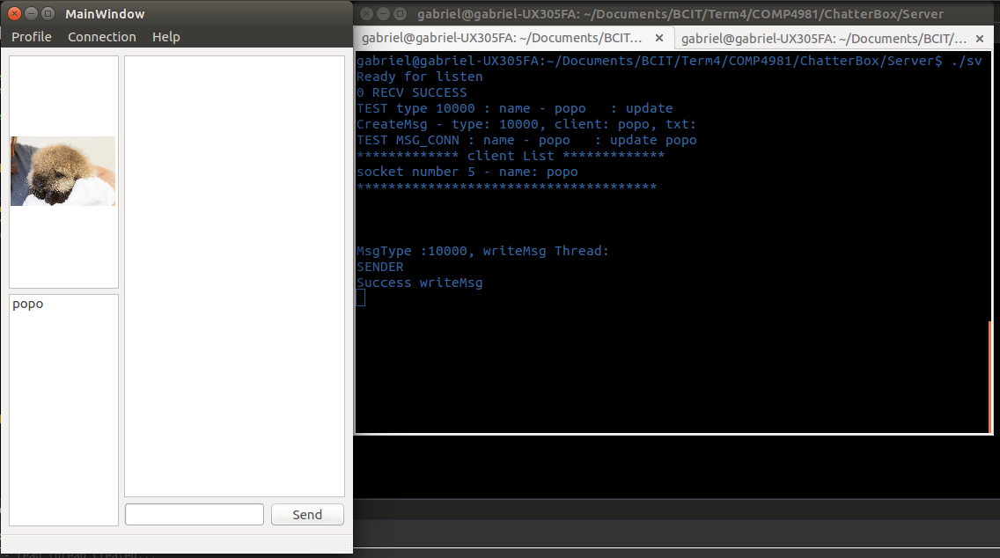 MainWindow
Profile Connection Help
popo
Send
gabriel@gabriel-UX305FA: ~/Documents/BCIT/Term4/COMP4981/ChatterBox/Server
gabriel@gabriel-UX305FA: ~/Documents/BCIT... × gabriel@gabriel-UX305FA: ~/Documents/BCIT/... ×
gabriel@gabriel-UX305FA:~/Documents/BCIT/Term4/COMP4981/ChatterBox/Server$ ./sv
Ready for listen
0 RECV SUCCESS
TEST type 10000 : name - popo   : update
CreateMsg - type: 10000, client: popo, txt:
TEST MSG_CONN : name - popo   : update popo
************* client List *************
socket number 5 - name: popo
**************************************
MsgType :10000, writeMsg Thread:
SENDER
Success writeMsg